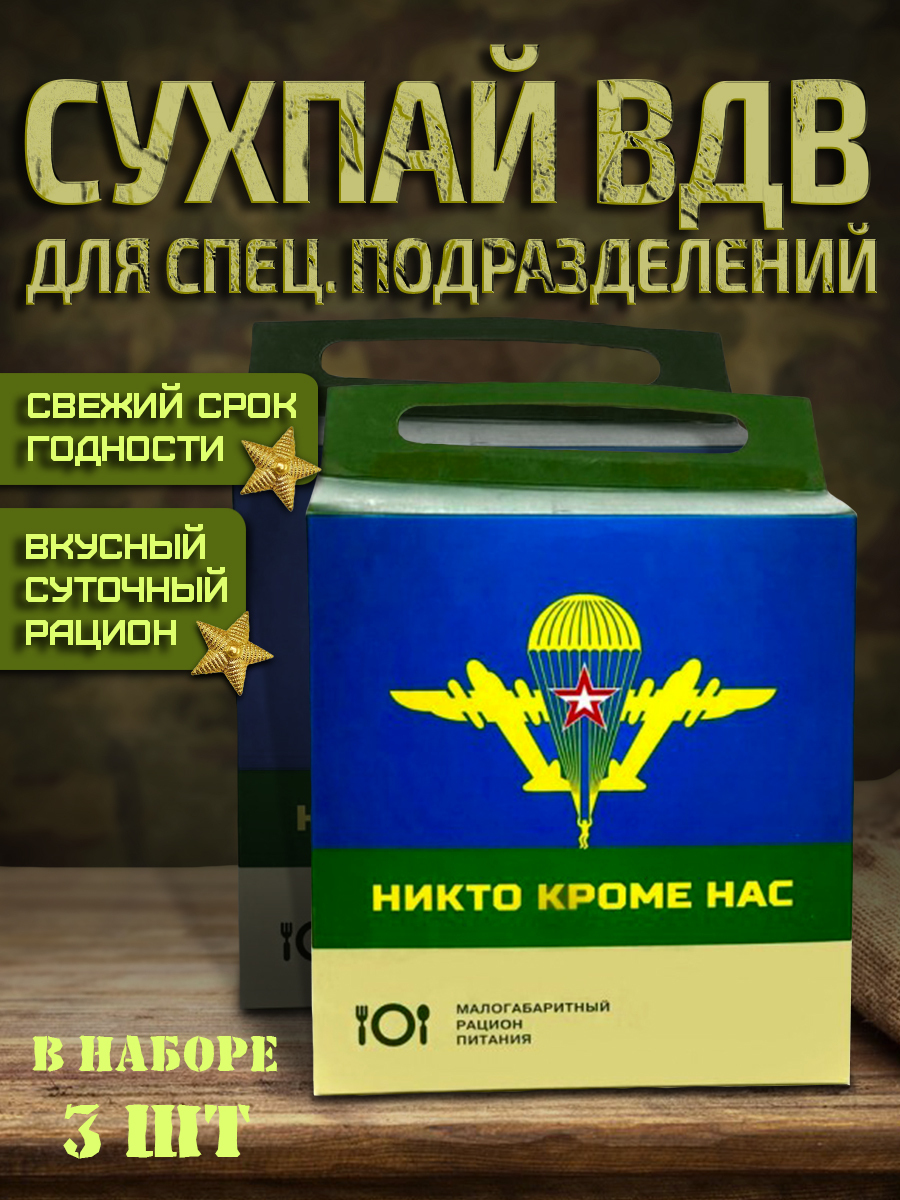 СУХПАЙ ВДВ
ДЛЯ СПЕЦ. ПОДРАЗДЕЛЕНИЙ
СВЕЖИЙ СРОК
ГОДНОСТИ
ВКУСНЫЙ
СУТОЧНЫЙ
РАЦИОН
НИКТО КРОМЕ НАС
МАЛОГАБАРИТНЫЙ
РАЦИОН
ПИТАНИЯ
В НАБОРЕ
3 ШТ